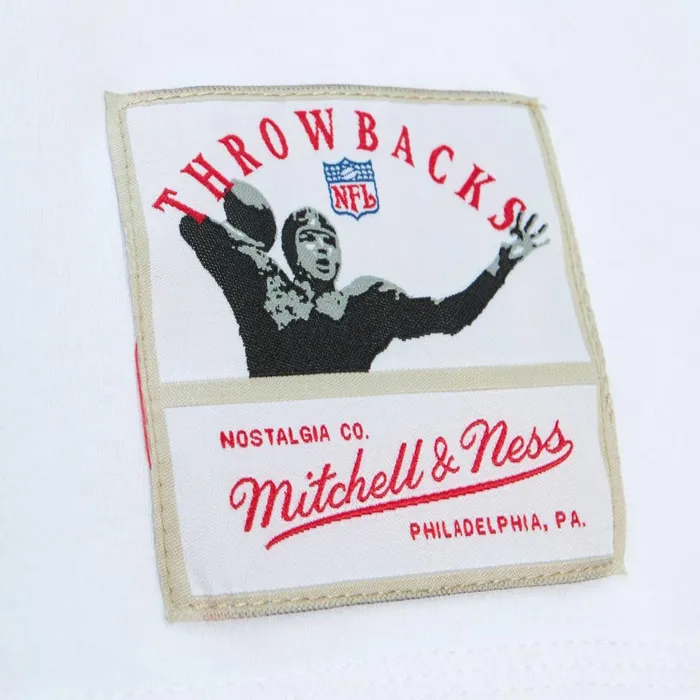 THROWBACKS
NFL
NOSTALGIA CO.
Mitchell & Ness
PHILADELPHIA, PA.